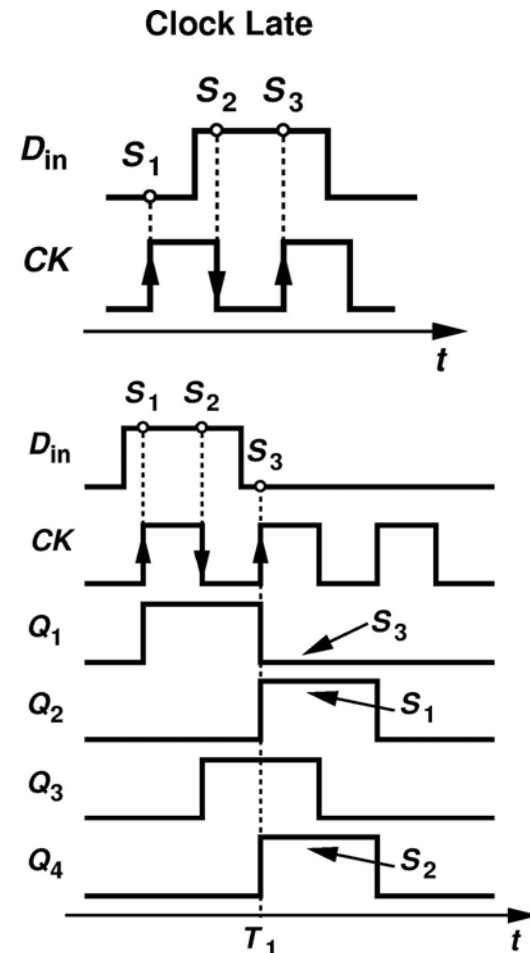 Clock Late
S2 S3
S1
Din
CK
t
S1 S2
Din
S3
CK
Q1
S3
Q2
S1
Q3
Q4
S2
T1
t